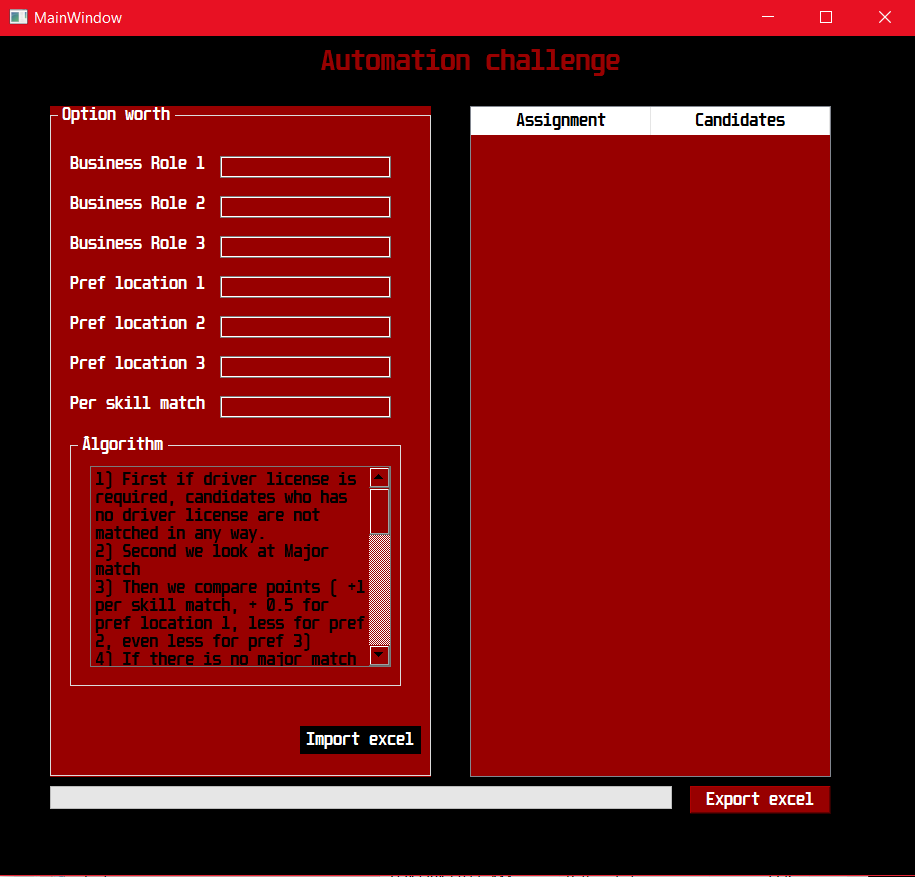 MainWindow
Automation challenge
Option worth
Business Role 1
Business Role 2
Business Role 3
Pref location 1
Pref location 2
Pref location 3
Per skill match
Algorithm
1) First if driver license is
required, candidates who has
no driver license are not
matched in any way.
2) Second we look at Major
match
3) Then we compare points ( +1
per skill match, + 0.5 for
pref location 1, less for pref
2, even less for pref 3)
4) If there is no major match
Import excel
Assignment Candidates
Export excel